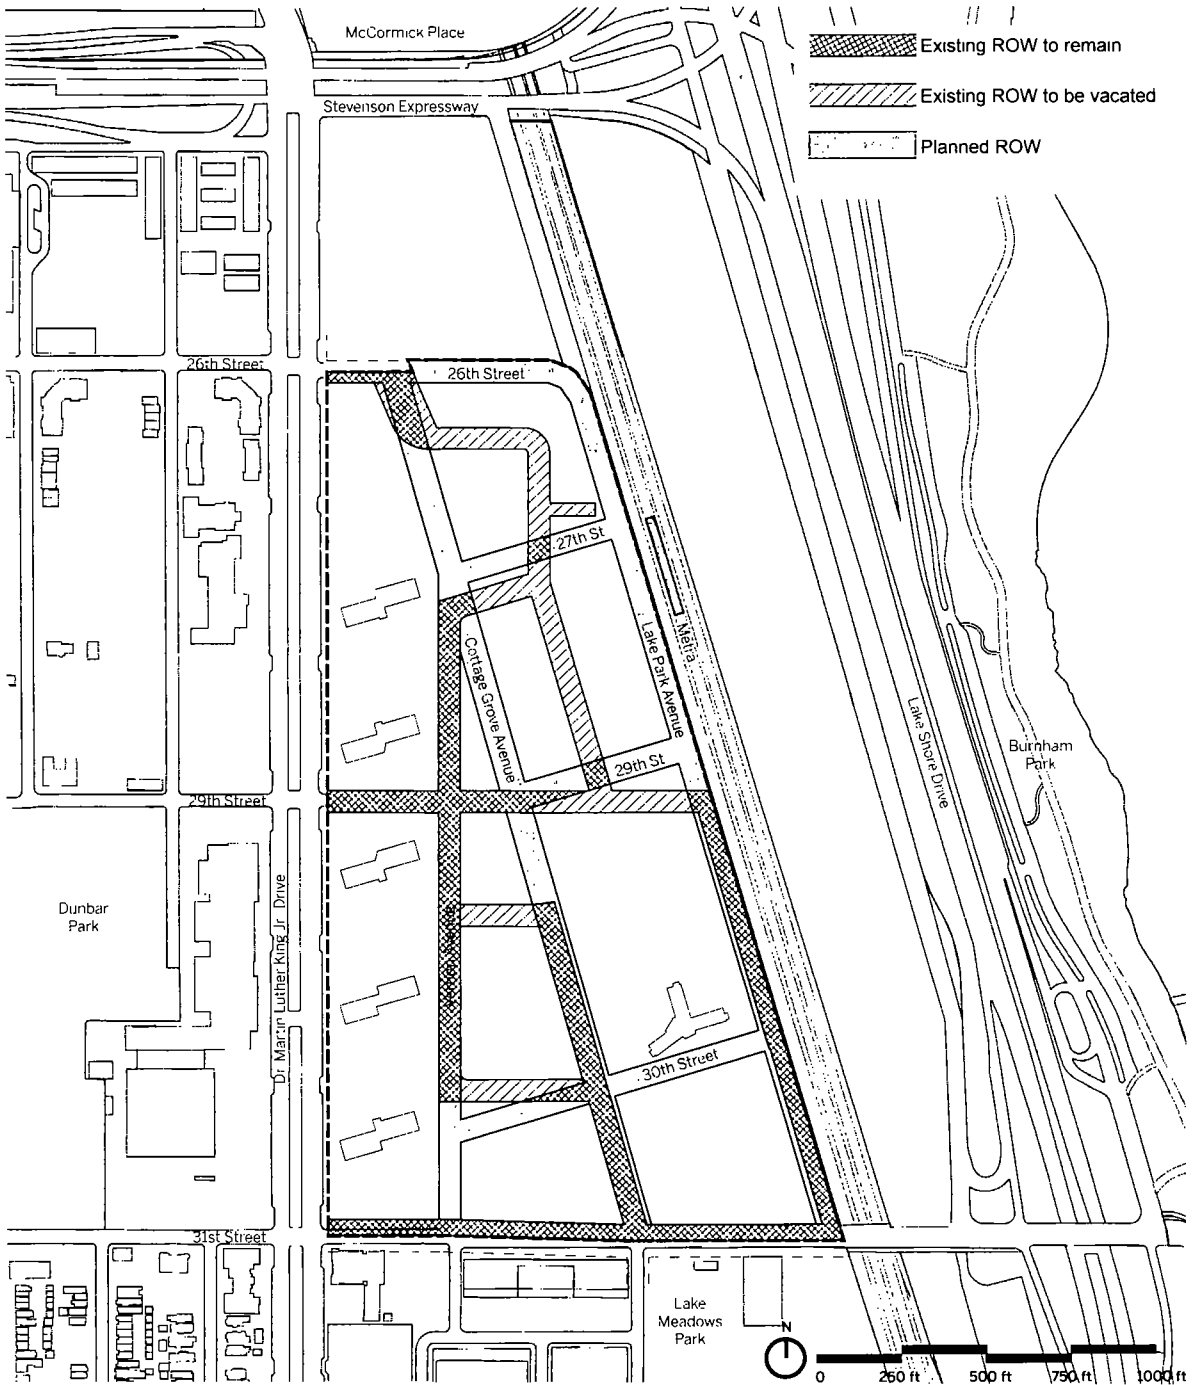 McCormick Place
Existing ROW to remain
Existing ROW to be vacated
Planned ROW
Stevenson Expressway
26th Street
26th Street
27th St
Metra
Lake Park Avenue
Cottage Grove Avenue
29th St
29th Street
Lake Shore Drive
Burnham
Park
Dunbar
Park
Dr Martin Luther King Jr Drive
30th Street
31st Street
Lake
Meadows
Park
N
0
250 ft
500 ft
750 ft
1000 ft